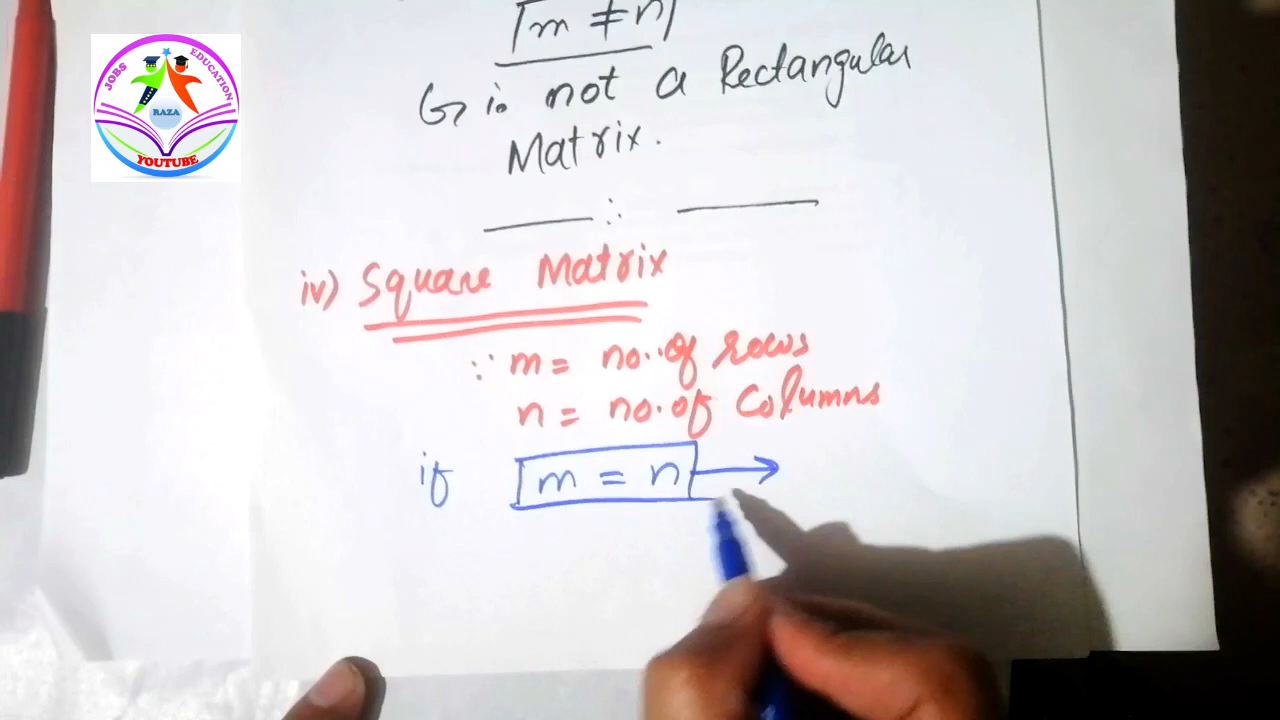 JOBS EDUCATION
RAZA
YOUTUBE
m ≠ n
G is not a Rectangular
Matrix.
∴
iv) Square Matrix
∵ m = no. of rows
n = no. of columns
if m = n →